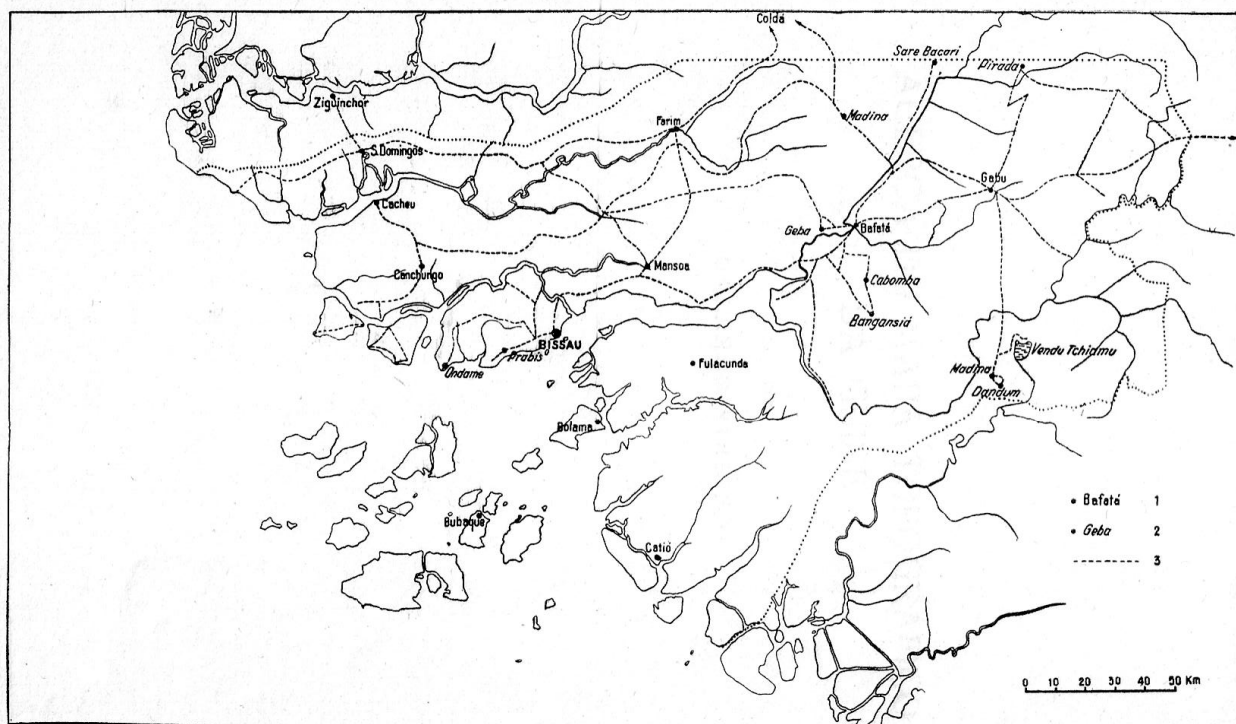 Coldá
Sare Bacari
Pirada
Ziguinchor
Madina
Farim
S. Domingos
Gabu
Cacheu
Geba
Bafatá
Canchungo
Mansoa
Cabomba
Bangansiá
BISSAU
Prabis
Ondame
Fulacunda
Vendu Tchiamu
Madina
Dandum
Bolama
Bubaque
Catió
Bafatá 1
Geba 2
3
0 10 20 30 40 50 Km